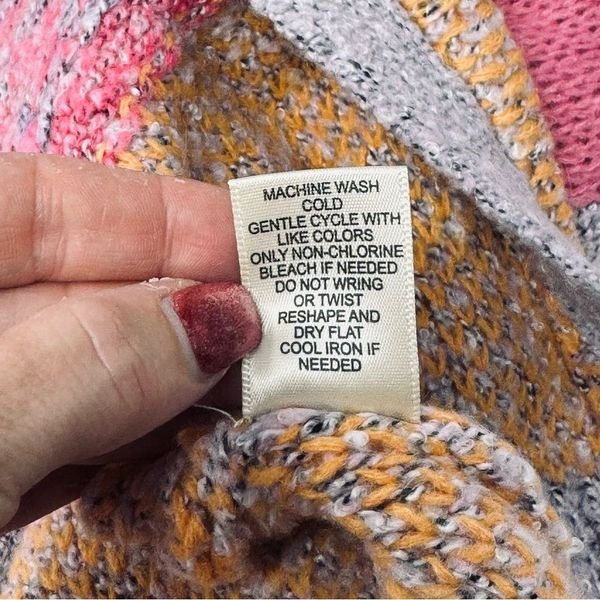 MACHINE WASH
COLD
GENTLE CYCLE WITH
LIKE COLORS
ONLY NON-CHLORINE
BLEACH IF NEEDED
DO NOT WRING
OR TWIST
RESHAPE AND
DRY FLAT
COOL IRON IF
NEEDED